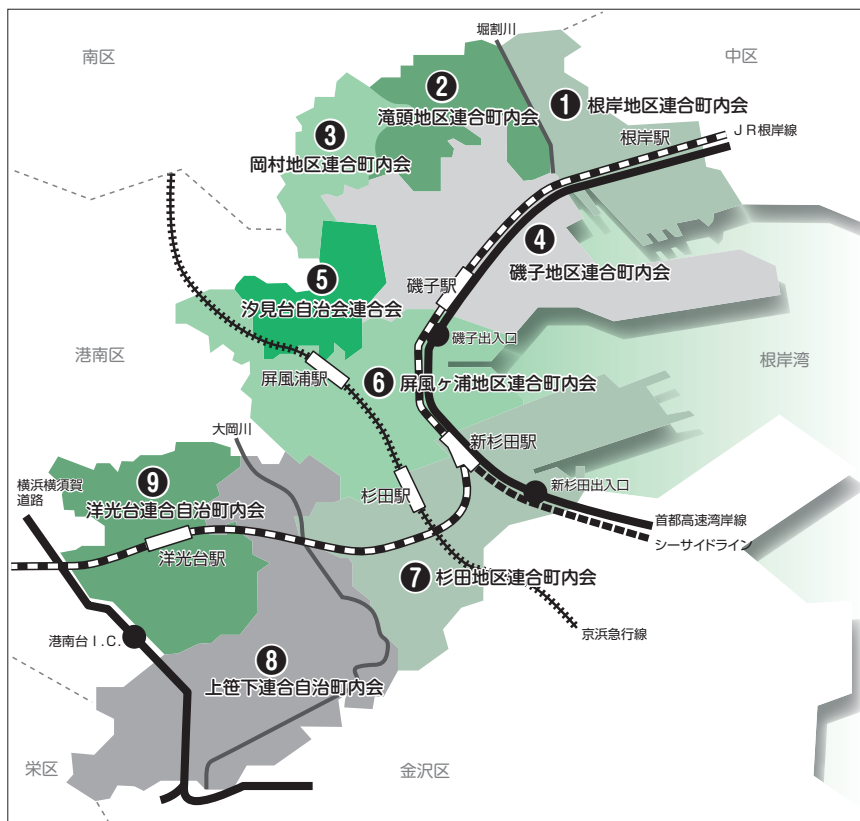 堀割川
南区
中区
❷
滝頭地区連合町内会
❶
根岸地区連合町内会
❸
岡村地区連合町内会
根岸駅
JR根岸線
❹
磯子地区連合町内会
❺
汐見台自治会連合会
磯子駅
磯子出入口
港南区
根岸湾
屏風浦駅
❻
屏風ヶ浦地区連合町内会
大岡川
新杉田駅
❾
洋光台連合自治町内会
横浜横須賀
道路
杉田駅
新杉田出入口
首都高速湾岸線
シーサイドライン
洋光台駅
❼
杉田地区連合町内会
港南台I.C.
京浜急行線
❽
上笹下連合自治町内会
栄区
金沢区